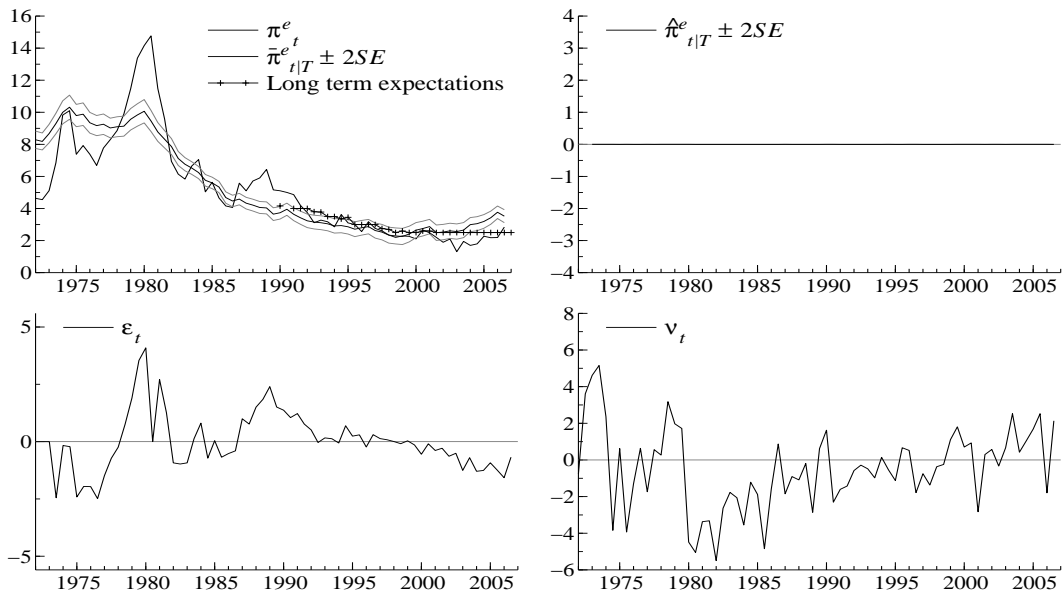 π^e_t
π̄^e_{t|T} ± 2SE
Long term expectations
16
14
12
10
8
6
4
2
0
1975 1980 1985 1990 1995 2000 2005
π̂^e_{t|T} ± 2SE
4
3
2
1
0
−1
−2
−3
−4
1975 1980 1985 1990 1995 2000 2005
ε_t
5
0
−5
1975 1980 1985 1990 1995 2000 2005
ν_t
8
6
4
2
0
−2
−4
−6
1975 1980 1985 1990 1995 2000 2005